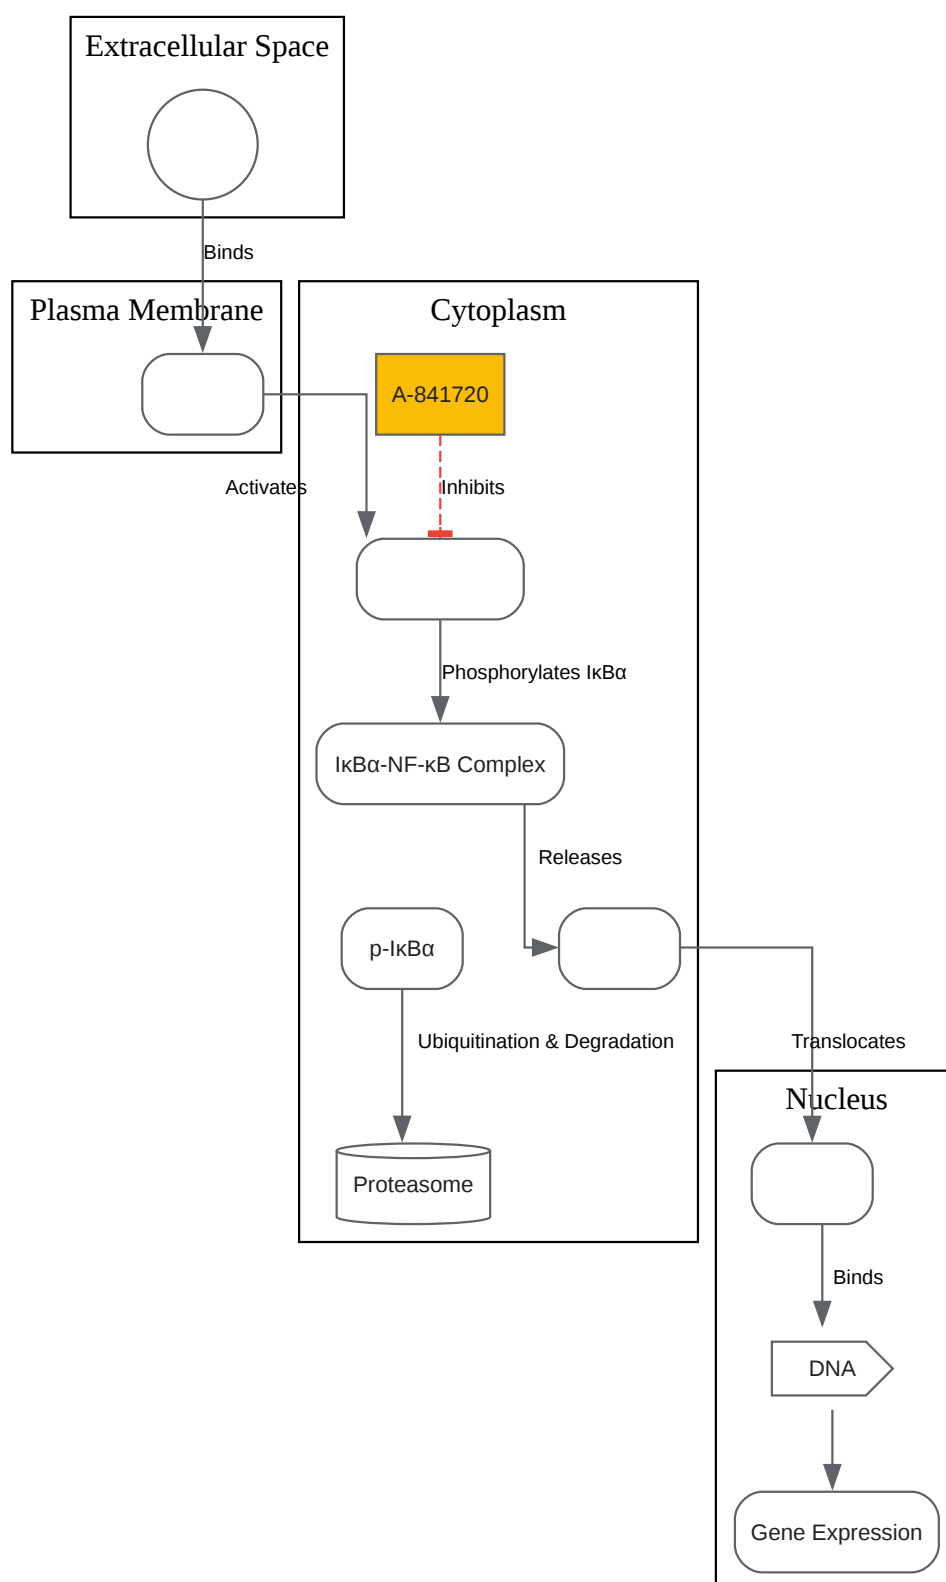 Extracellular Space
Binds
Plasma Membrane
Cytoplasm
A-841720
Activates
Inhibits
Phosphorylates IκBα
IκBα-NF-κB Complex
Releases
p-IκBα
Ubiquitination & Degradation
Translocates
Nucleus
Proteasome
Binds
DNA
Gene Expression